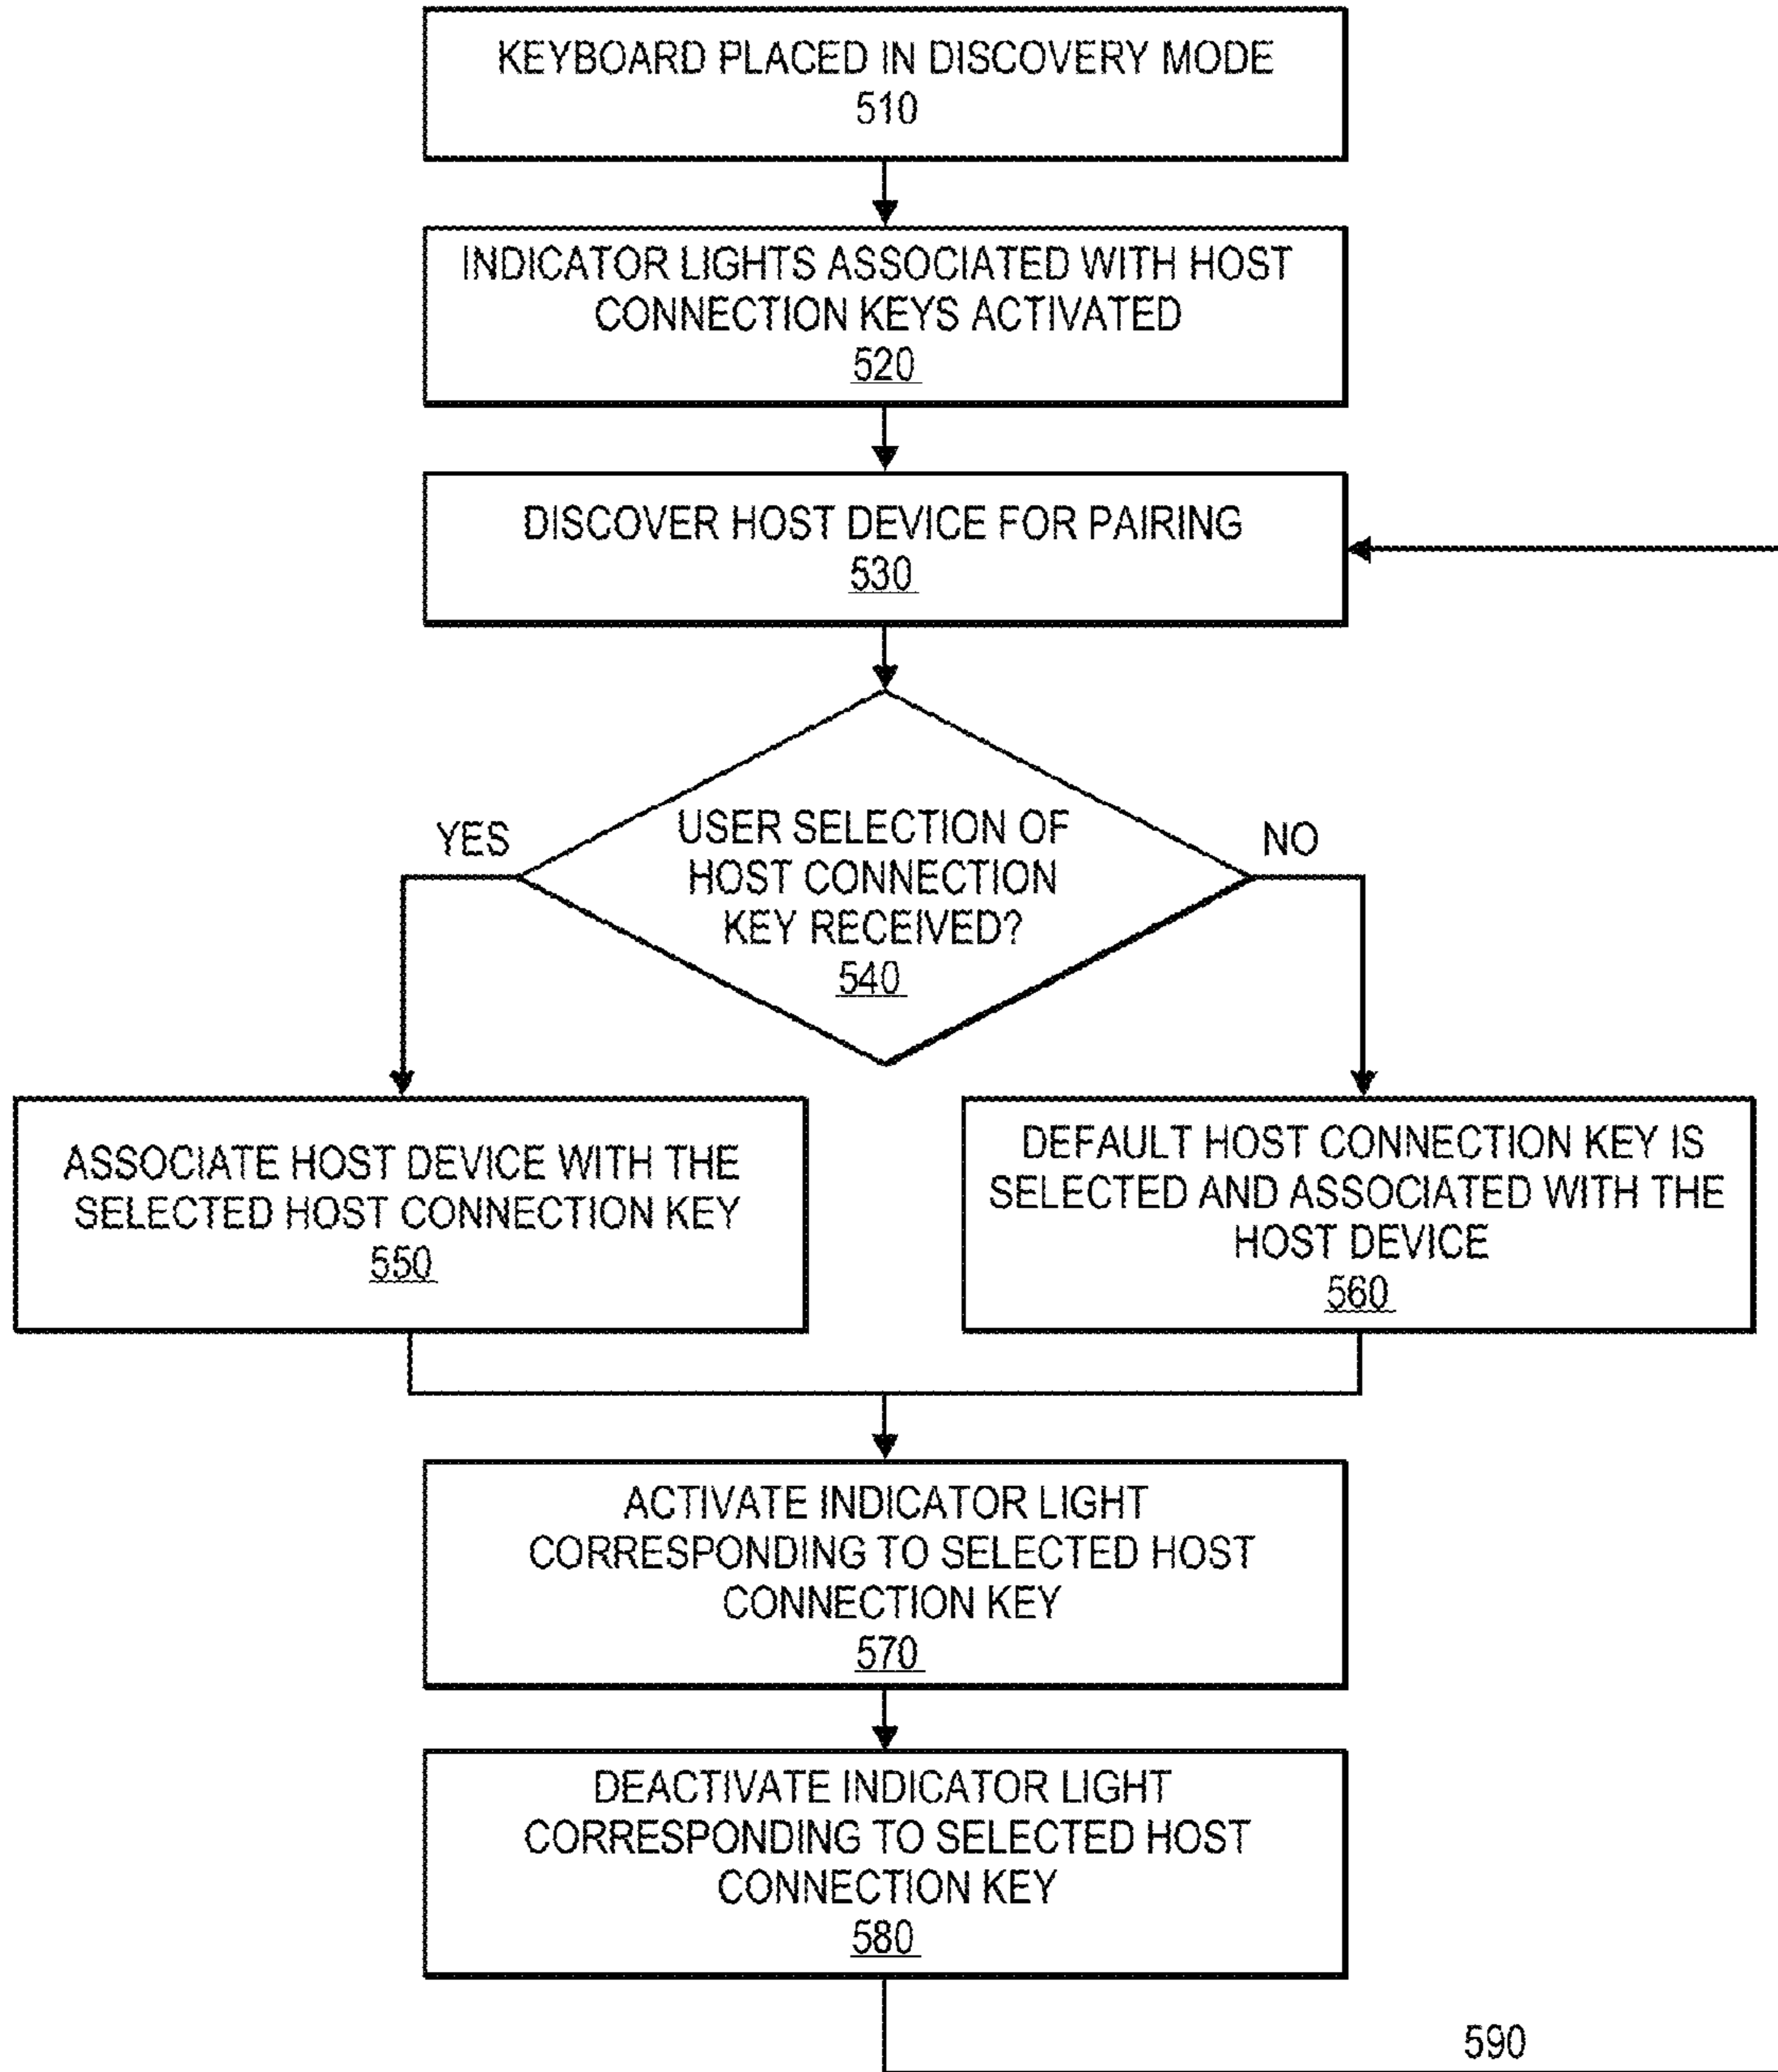 KEYBOARD PLACED IN DISCOVERY MODE
510
INDICATOR LIGHTS ASSOCIATED WITH HOST
CONNECTION KEYS ACTIVATED
520
DISCOVER HOST DEVICE FOR PAIRING
530
USER SELECTION OF
HOST CONNECTION
KEY RECEIVED?
540
YES
NO
ASSOCIATE HOST DEVICE WITH THE
SELECTED HOST CONNECTION KEY
550
DEFAULT HOST CONNECTION KEY IS
SELECTED AND ASSOCIATED WITH THE
HOST DEVICE
560
ACTIVATE INDICATOR LIGHT
CORRESPONDING TO SELECTED HOST
CONNECTION KEY
570
DEACTIVATE INDICATOR LIGHT
CORRESPONDING TO SELECTED HOST
CONNECTION KEY
580
590